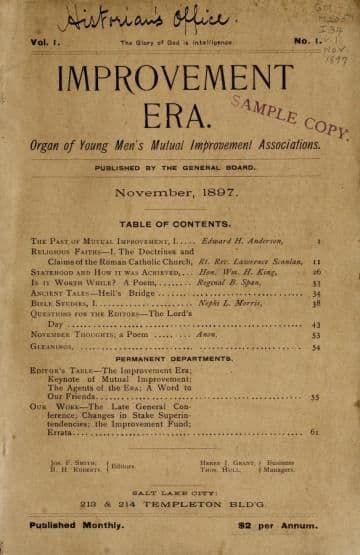 Historian's Office.
Vol. 1. The Glory of God is Intelligence. No. 1.
M205
I34
v.1
NOV.
1897
IMPROVEMENT
ERA.
SAMPLE COPY.
Organ of Young Men's Mutual Improvement Associations.
PUBLISHED BY THE GENERAL BOARD.
November, 1897.
TABLE OF CONTENTS.
THE PAST OF MUTUAL IMPROVEMENT, I..... Edward H. Anderson, 1
RELIGIOUS FAITHS—I. The Doctrines and
Claims of the Roman Catholic Church, Rt. Rev. Lawrence Scanlan, 11
STATEHOOD AND HOW IT WAS ACHIEVED,... Hon. Wm. H. King, 26
IS IT WORTH WHILE? A Poem,......... Regenal B. Span, 33
ANCIENT TALES—Hell's Bridge .......... 34
BIBLE STUDIES, I........ Nephi L. Morris, 38
QUESTIONS FOR THE EDITORS—The Lord's
Day .......... 43
NOVEMBER THOUGHTS; a Poem ..... Anon, 53
GLEANINGS, .......... 54
PERMANENT DEPARTMENTS.
EDITOR'S TABLE—The Improvement Era;
Keynote of Mutual Improvement;
The Agents of the ERA; A Word to
Our Friends.......... 55
OUR WORK—The Late General Con-
ference; Changes in Stake Superin-
tendencies; the Improvement Fund;
Errata.......... 61
JOS. F. SMITH, } Editors. HEBER J. GRANT, } Business
B. H. ROBERTS, THOS. HULL, Managers.
SALT LAKE CITY:
213 & 214 TEMPLETON BLD'G.
Published Monthly. $2 per Annum.